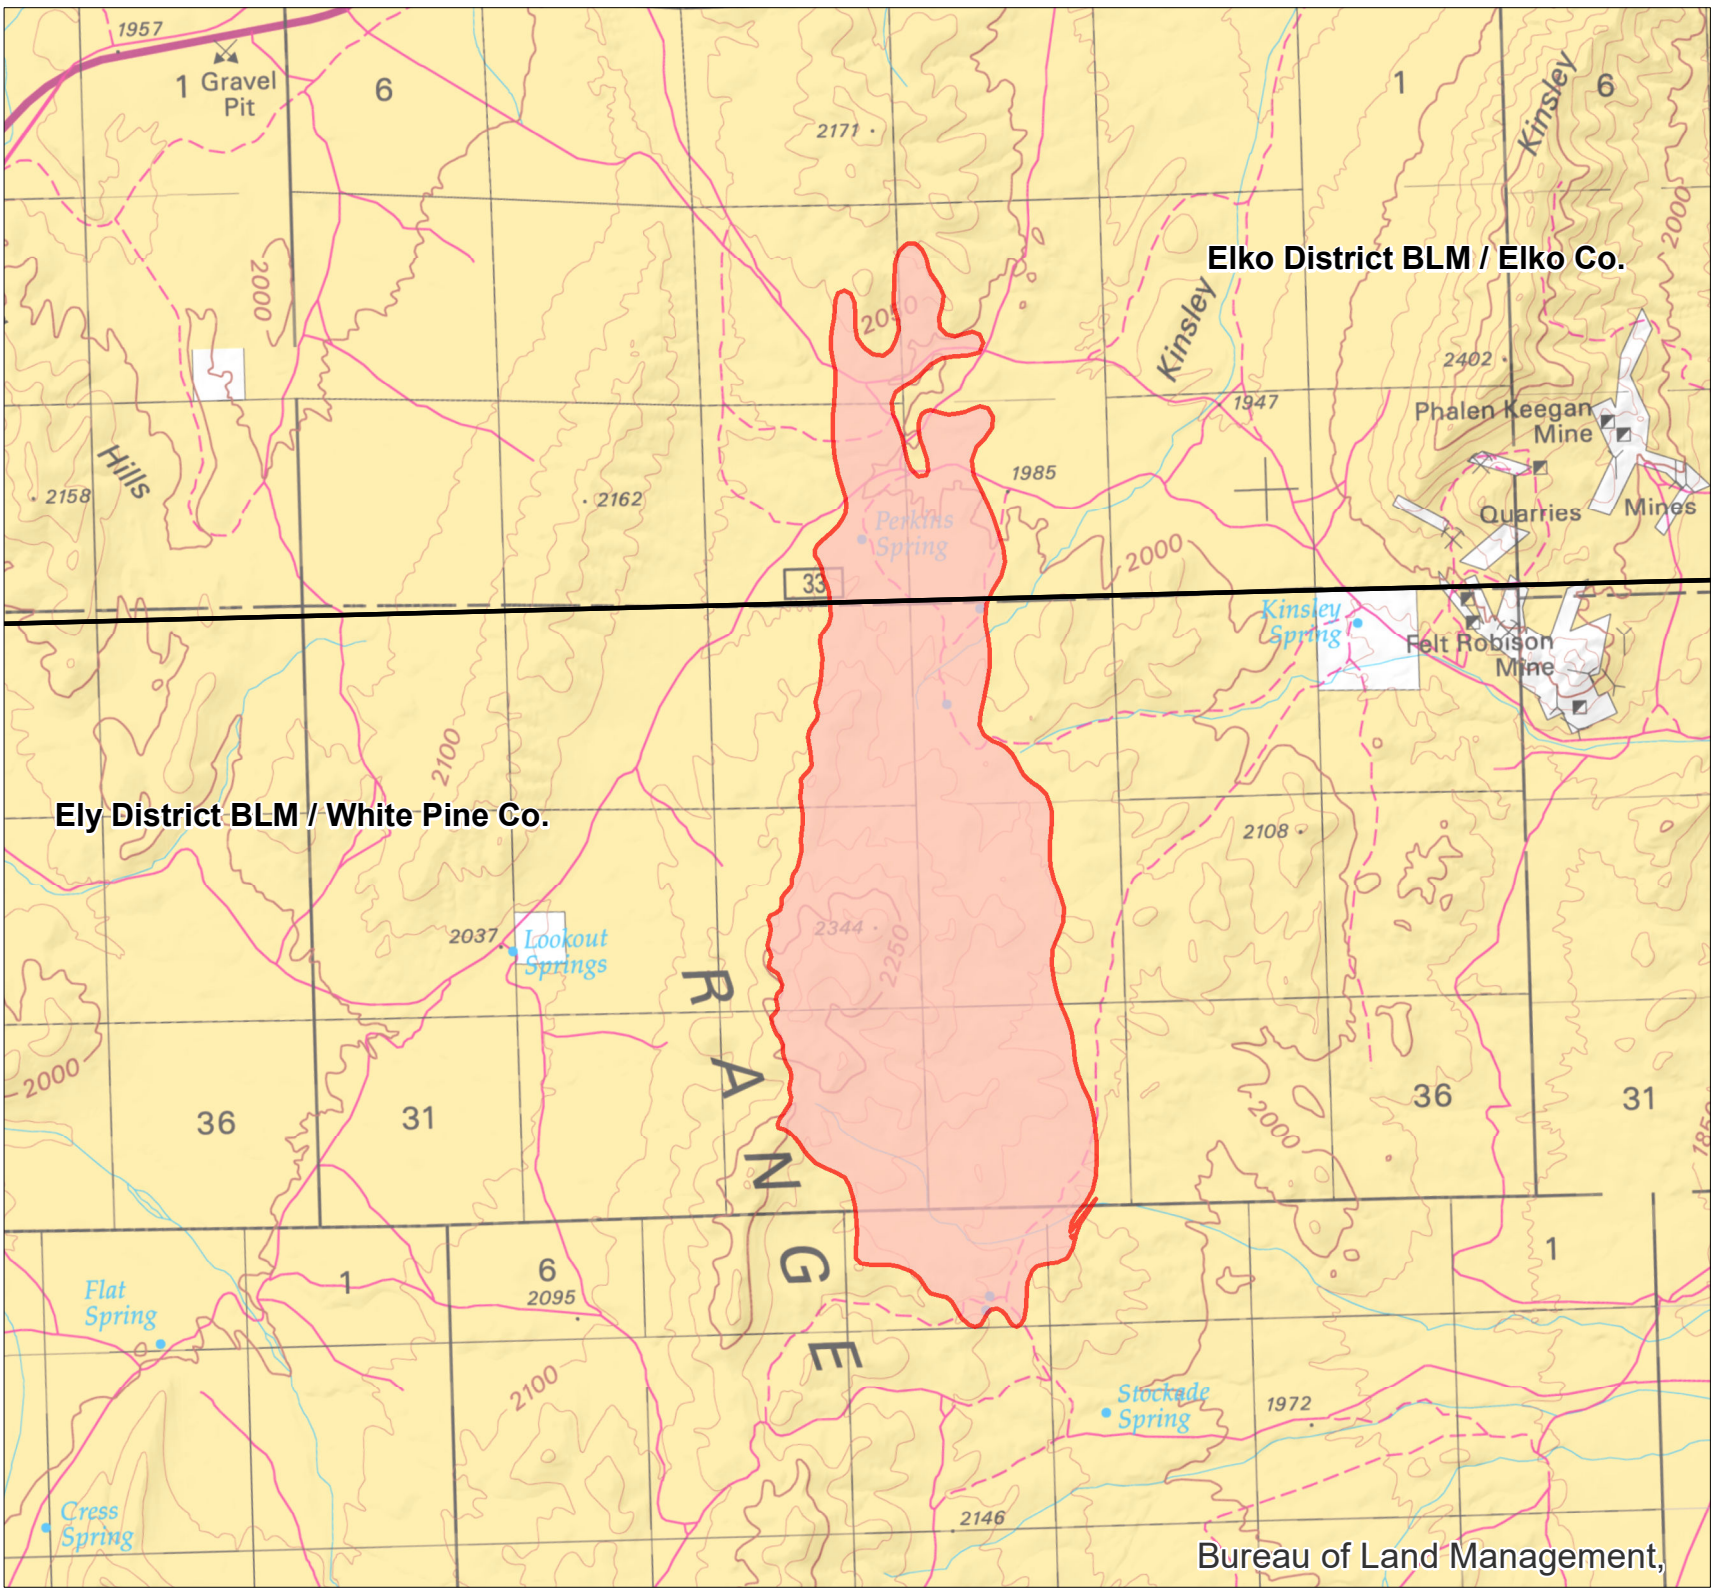 1957
1 Gravel
Pit
6
2171
1
Kinsley
6
2000
Elko District BLM / Elko Co.
2000
2050
Kinsley
2402
1947
Phalen Keegan
Mine
Hills
2158
2162
1985
Quarries
Mines
Perkins
Spring
2000
33
Kinsley
Spring
Felt Robison
Mine
2100
Ely District BLM / White Pine Co.
2108
2344
2250
2037
Lookout
Springs
RANGE
2000
36
31
36
31
2000
1850
1
6
2095
1
Flat
Spring
2100
Stockade
Spring
1972
Cress
Spring
2146
Bureau of Land Management,